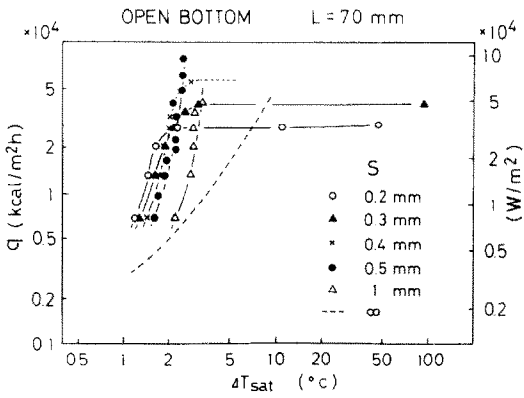 OPEN BOTTOM L=70 mm
×10⁴ ×10⁴
10
5
5
2
2
1
1
0.5
0.5
0.2
0.2
0.1
q (kcal/m²h)
(W/m²)
S
○ 0.2 mm
▲ 0.3 mm
× 0.4 mm
● 0.5 mm
△ 1 mm
--- ∞
0.5 1 2 5 10 20 50 100
ΔTsat (°c)